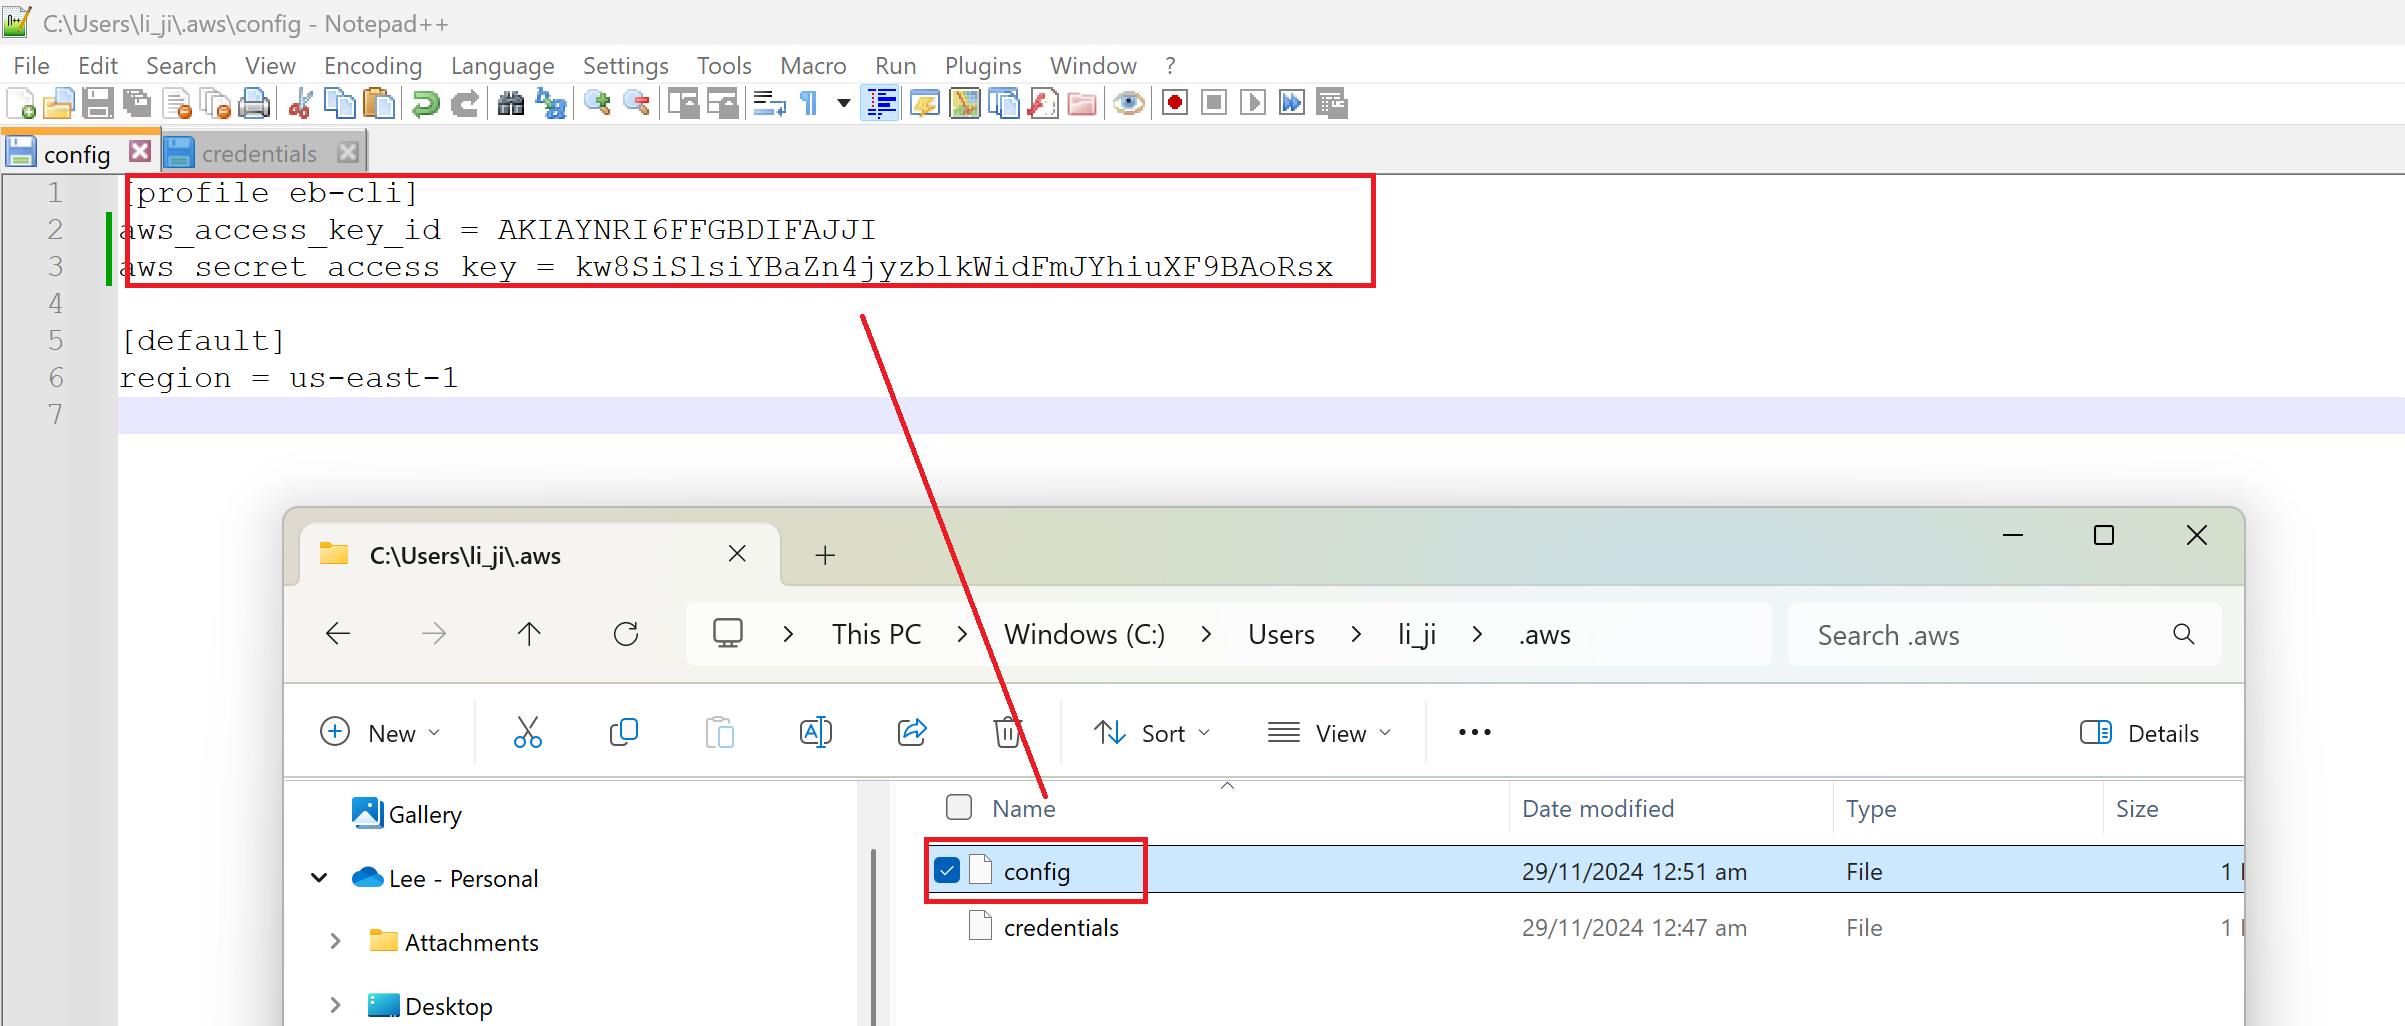 C:\Users\li_ji\.aws\config - Notepad++
File Edit Search View Encoding Language Settings Tools Macro Run Plugins Window ?
config credentials
1 [profile eb-cli]
2 aws_access_key_id = AKIAYNRI6FFGBDIFAJJI
3 aws_secret_access_key = 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
4
5 [default]
6 region = us-east-1
7
C:\Users\li_ji\.aws
This PC > Windows (C:) > Users > li_ji > .aws
Search .aws
New Sort View ... Details
Gallery
Lee - Personal
Attachments
Desktop
Name Date modified Type Size
config 29/11/2024 12:51 am File 1
credentials 29/11/2024 12:47 am File 1